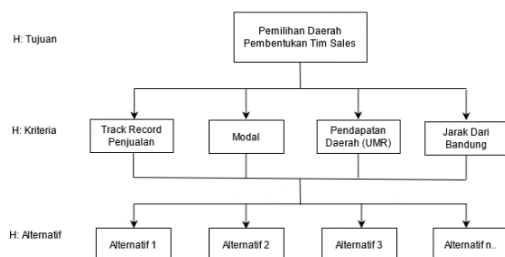 H: Tujuan
Pemilihan Daerah
Pembentukan Tim Sales
H: Kriteria
Track Record
Penjualan
Modal
Pendapatan
Daerah (UMR)
Jarak Dari
Bandung
H: Alternatif
Alternatif 1
Alternatif 2
Alternatif 3
Alternatif n..